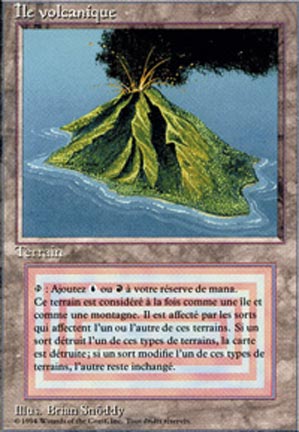 Île volcanique
Terrain
: Ajoutez ou à votre réserve de mana.
Ce terrain est considéré à la fois comme une île et
comme une montagne. Il est affecté par les sorts
qui affectent l'un ou l'autre de ces terrains. Si un
sort détruit l'un de ces types de terrains, la carte
est détruite; si un sort modifie l'un de ces types de
terrains, l'autre reste inchangé.
Illus. Brian Snōddy
©1994 Wizards of the Coast, Inc. Tous droits réservés.